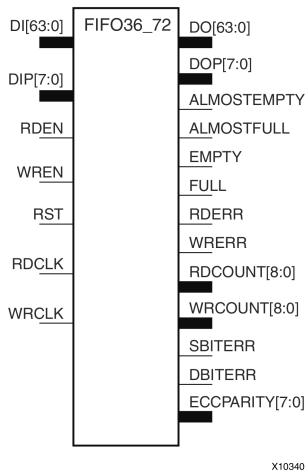 FIFO36_72
DI[63:0]
DIP[7:0]
RDEN
WREN
RST
RDCLK
WRCLK
DO[63:0]
DOP[7:0]
ALMOSTEMPTY
ALMOSTFULL
EMPTY
FULL
RDERR
WRERR
RDCOUNT[8:0]
WRCOUNT[8:0]
SBITERR
DBITERR
ECCPARITY[7:0]
X10340